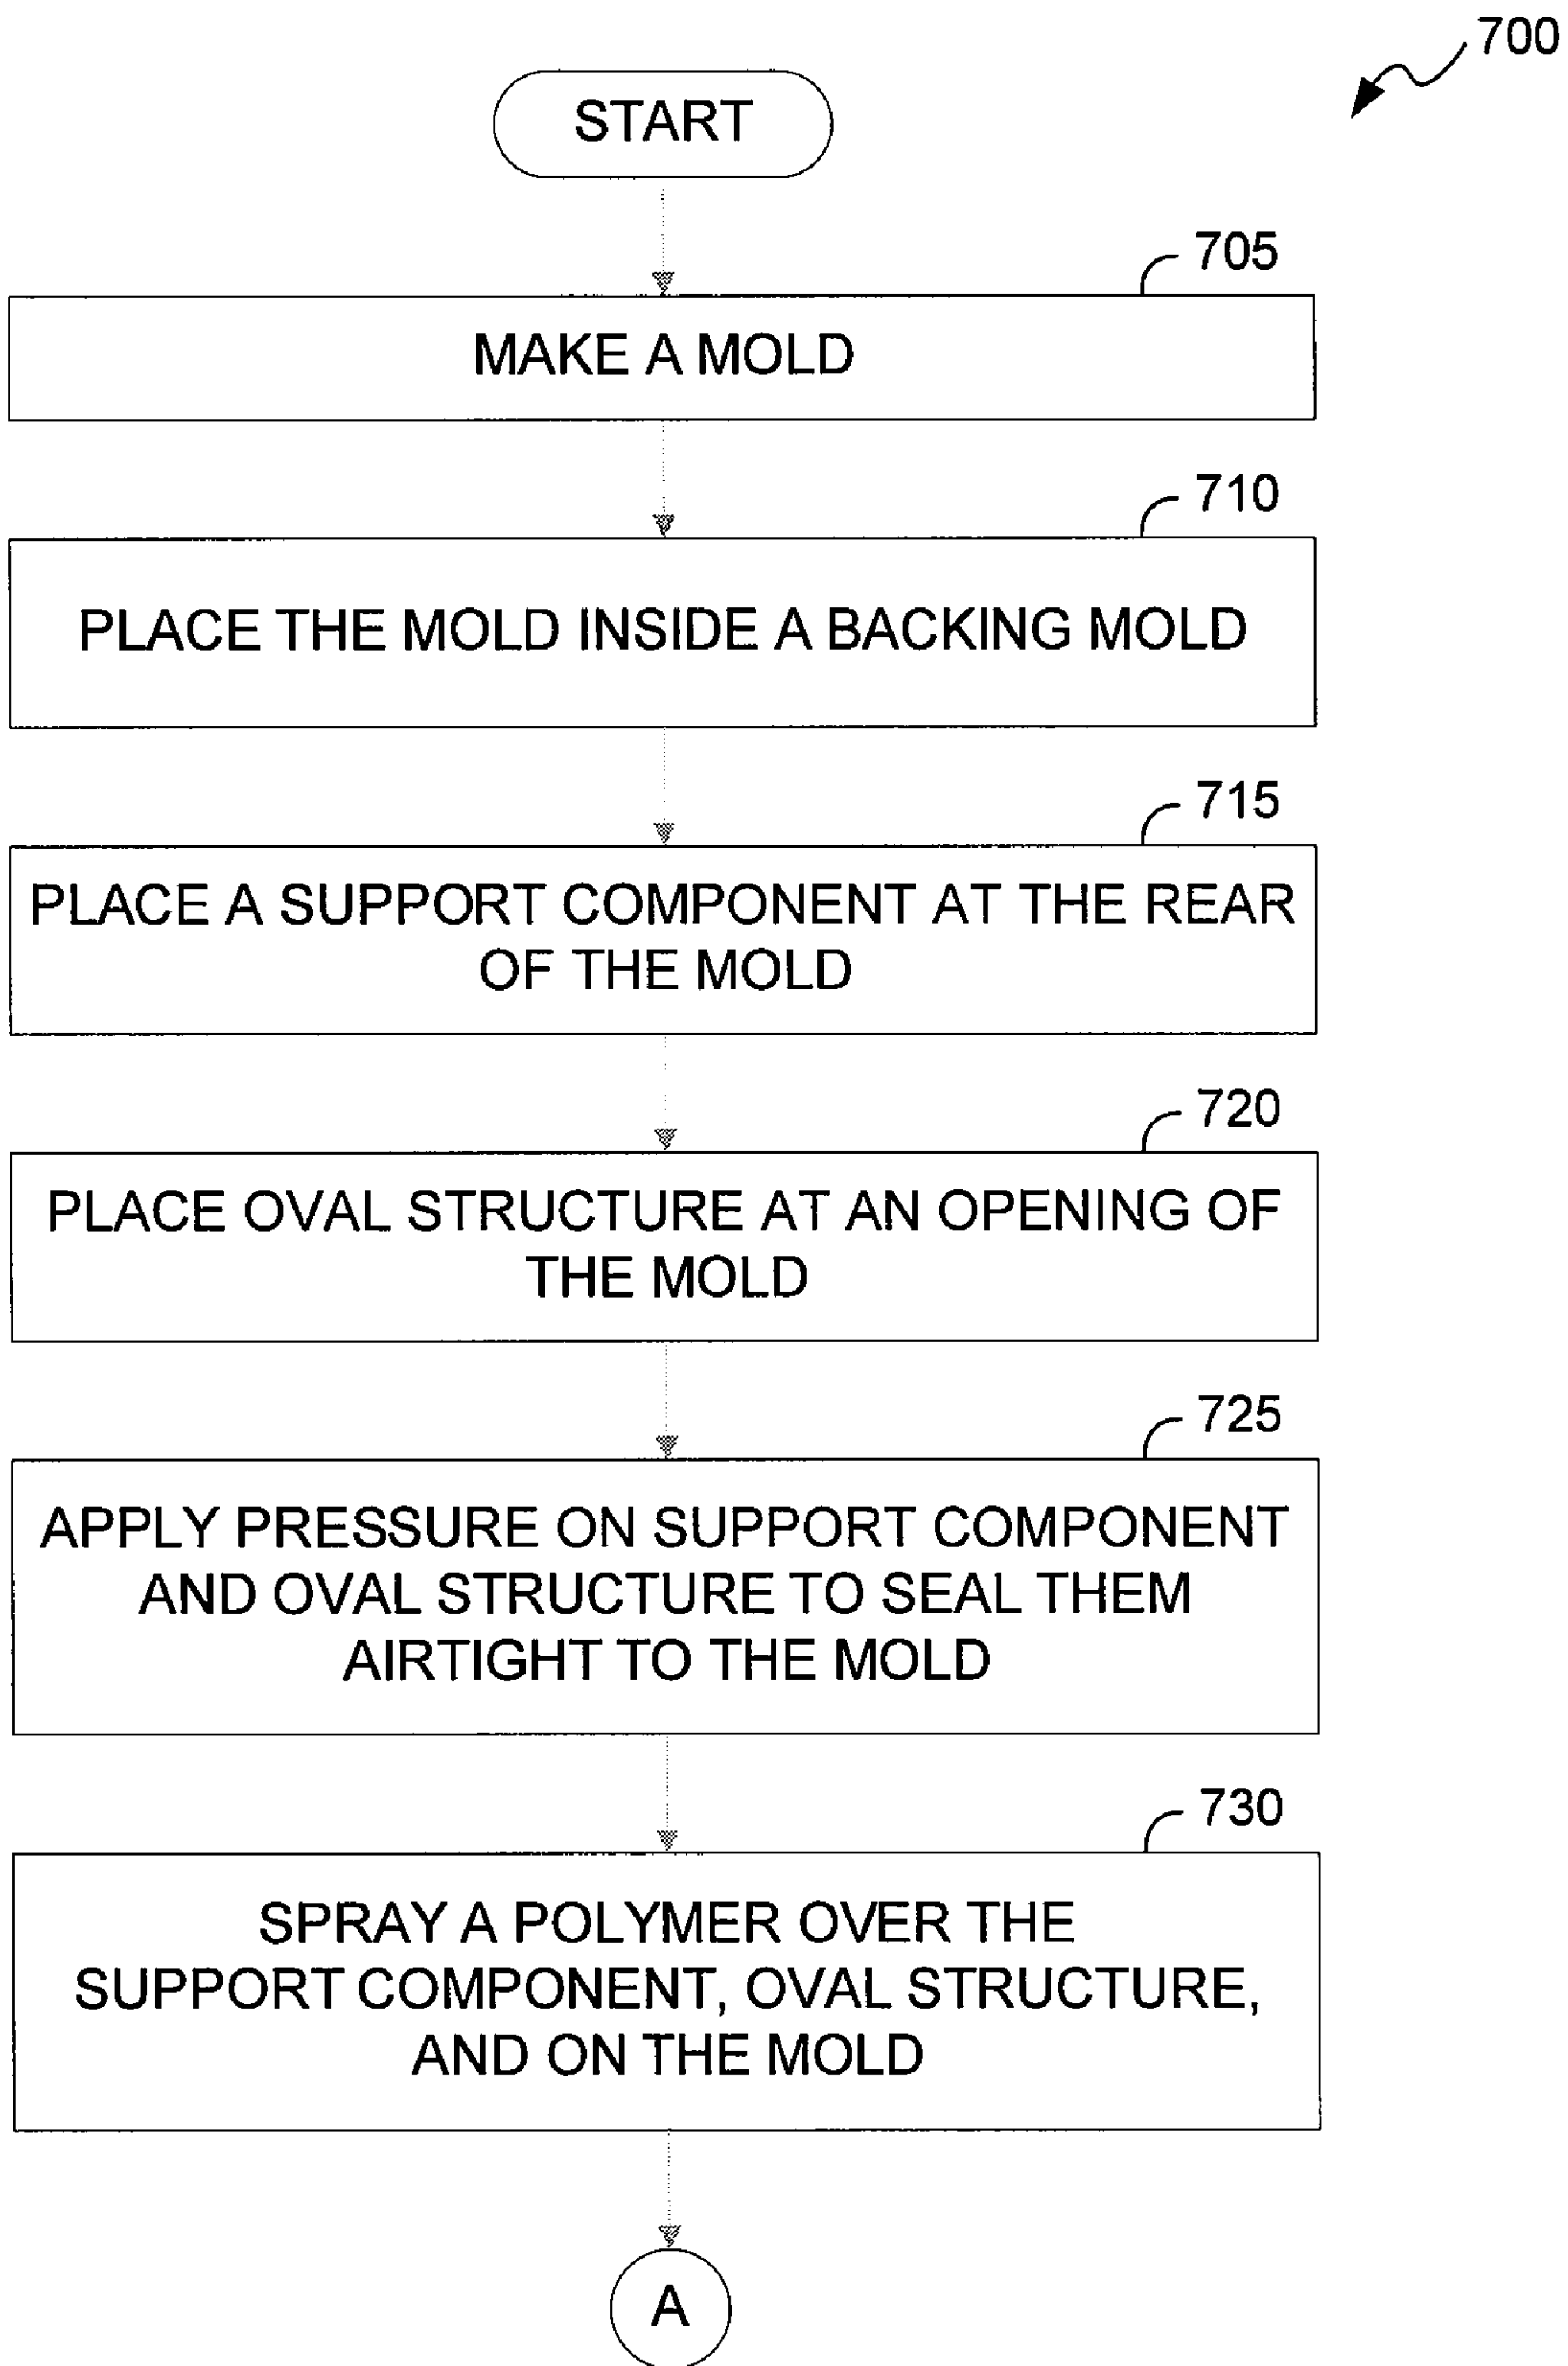 700
START
705
MAKE A MOLD
710
PLACE THE MOLD INSIDE A BACKING MOLD
715
PLACE A SUPPORT COMPONENT AT THE REAR
OF THE MOLD
720
PLACE OVAL STRUCTURE AT AN OPENING OF
THE MOLD
725
APPLY PRESSURE ON SUPPORT COMPONENT
AND OVAL STRUCTURE TO SEAL THEM
AIRTIGHT TO THE MOLD
730
SPRAY A POLYMER OVER THE
SUPPORT COMPONENT, OVAL STRUCTURE,
AND ON THE MOLD
A